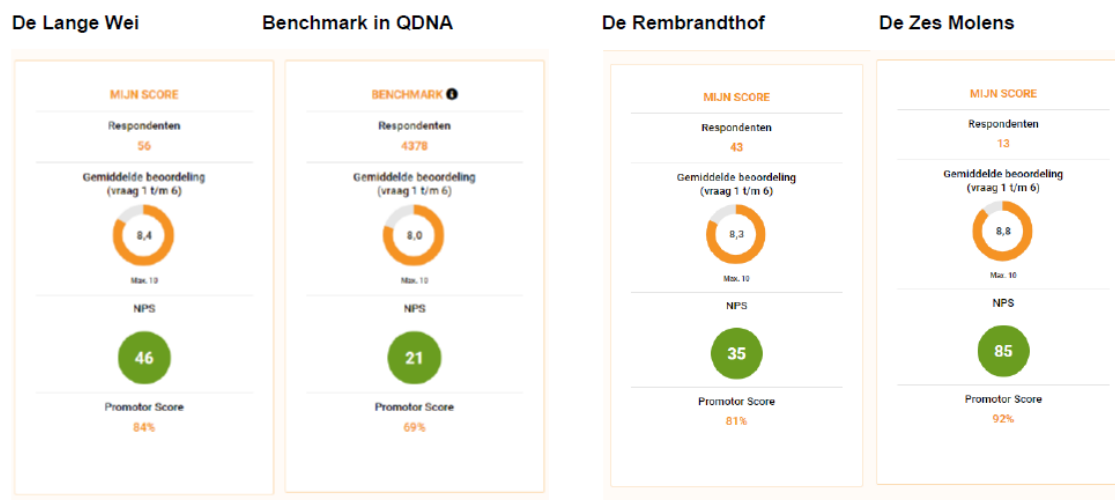 De Lange Wei
MIJN SCORE
Respondenten
56
Gemiddelde beoordeling
(vraag 1 t/m 6)
8,4
Max. 10
NPS
46
Promotor Score
84%
Benchmark in QDNA
BENCHMARK
Respondenten
4378
Gemiddelde beoordeling
(vraag 1 t/m 6)
8,0
Max. 10
NPS
21
Promotor Score
69%
De Rembrandthof
MIJN SCORE
Respondenten
43
Gemiddelde beoordeling
(vraag 1 t/m 6)
8,3
Max. 10
NPS
35
Promotor Score
81%
De Zes Molens
MIJN SCORE
Respondenten
13
Gemiddelde beoordeling
(vraag 1 t/m 6)
8,8
Max. 10
NPS
85
Promotor Score
92%